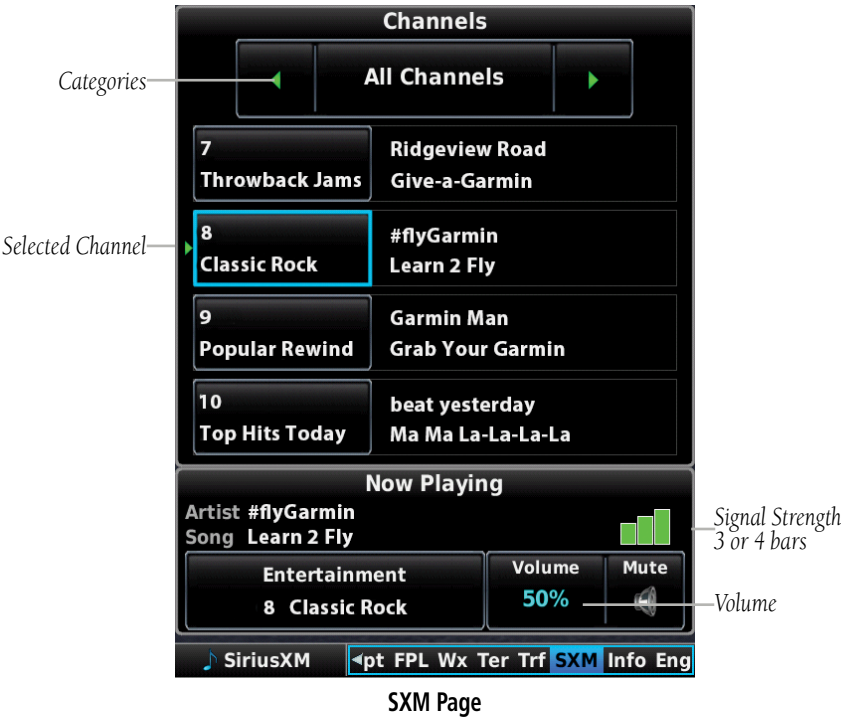 Channels
Categories
All Channels
7
Throwback Jams
Ridgeview Road
Give-a-Garmin
Selected Channel
8
Classic Rock
#flyGarmin
Learn 2 Fly
9
Popular Rewind
Garmin Man
Grab Your Garmin
10
Top Hits Today
beat yesterday
Ma Ma La-La-La-La
Now Playing
Artist #flyGarmin
Song Learn 2 Fly
Signal Strength
3 or 4 bars
Entertainment
8 Classic Rock
Volume
50%
Mute
Volume
SiriusXM
pt FPL Wx Ter Trf SXM Info Eng
SXM Page